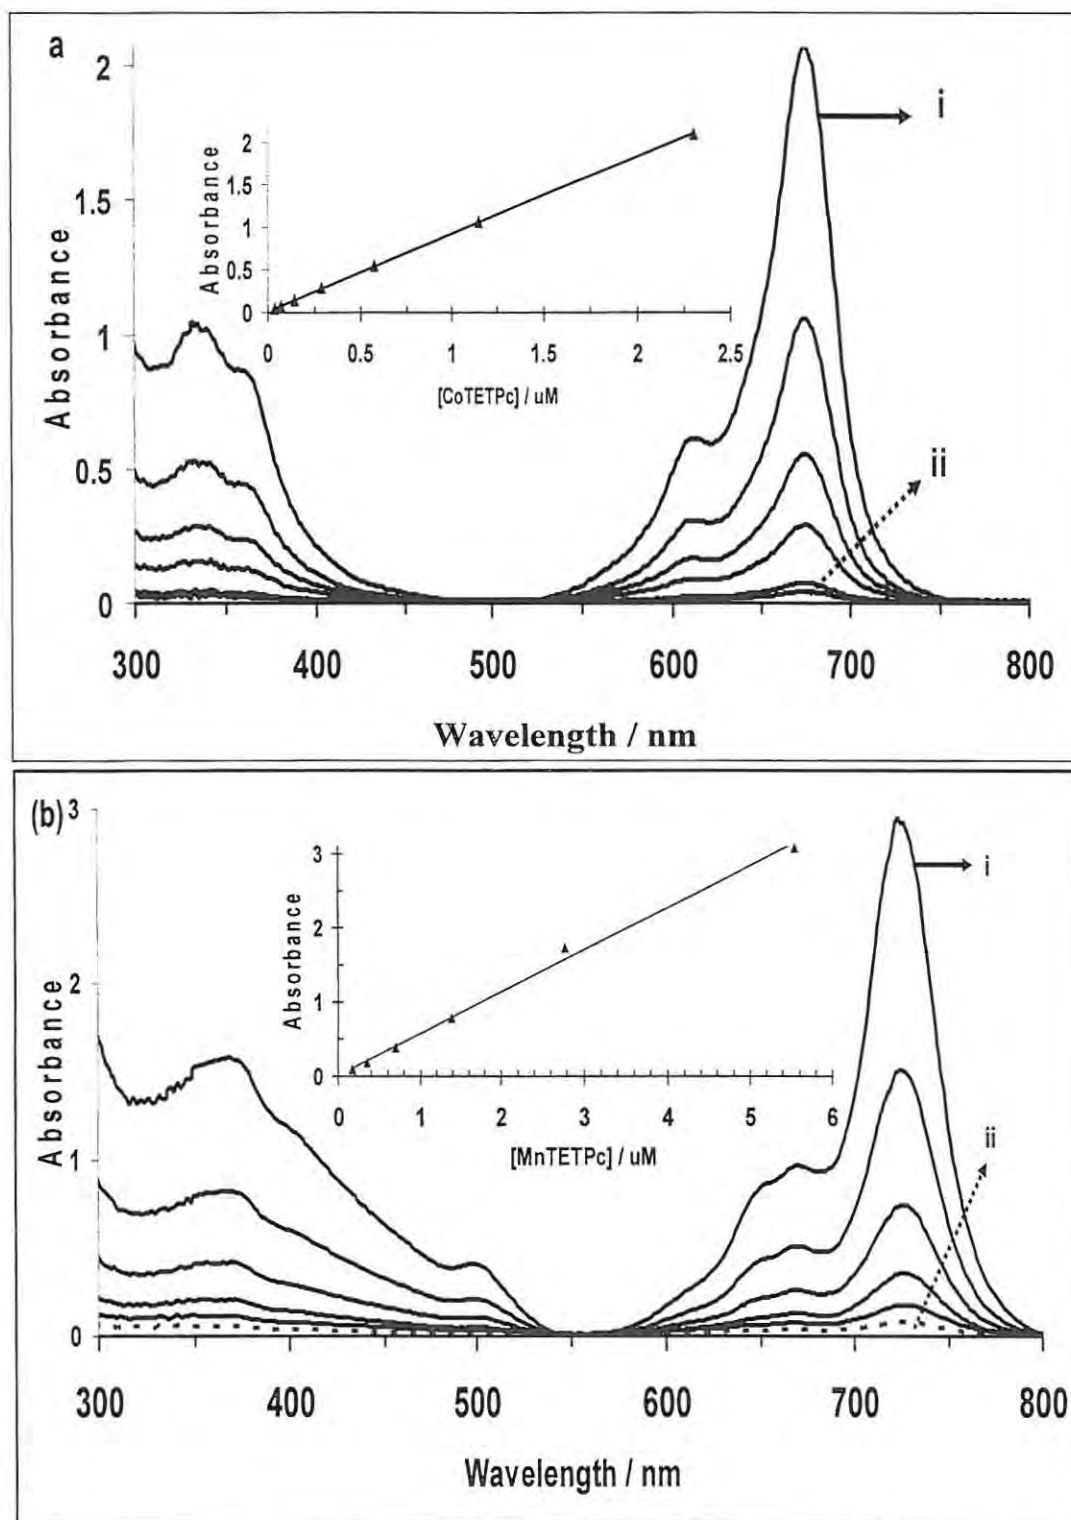 a
2
1.5
1
0.5
0
Absorbance
i
ii
2
1.5
1
0.5
0
Absorbance
0 0.5 1 1.5 2 2.5
[CoTETPc] / uM
300 400 500 600 700 800
Wavelength / nm
(b)
3
2
1
0
Absorbance
i
ii
3
2
1
0
Absorbance
0 1 2 3 4 5 6
[MnTETPc] / uM
300 400 500 600 700 800
Wavelength / nm